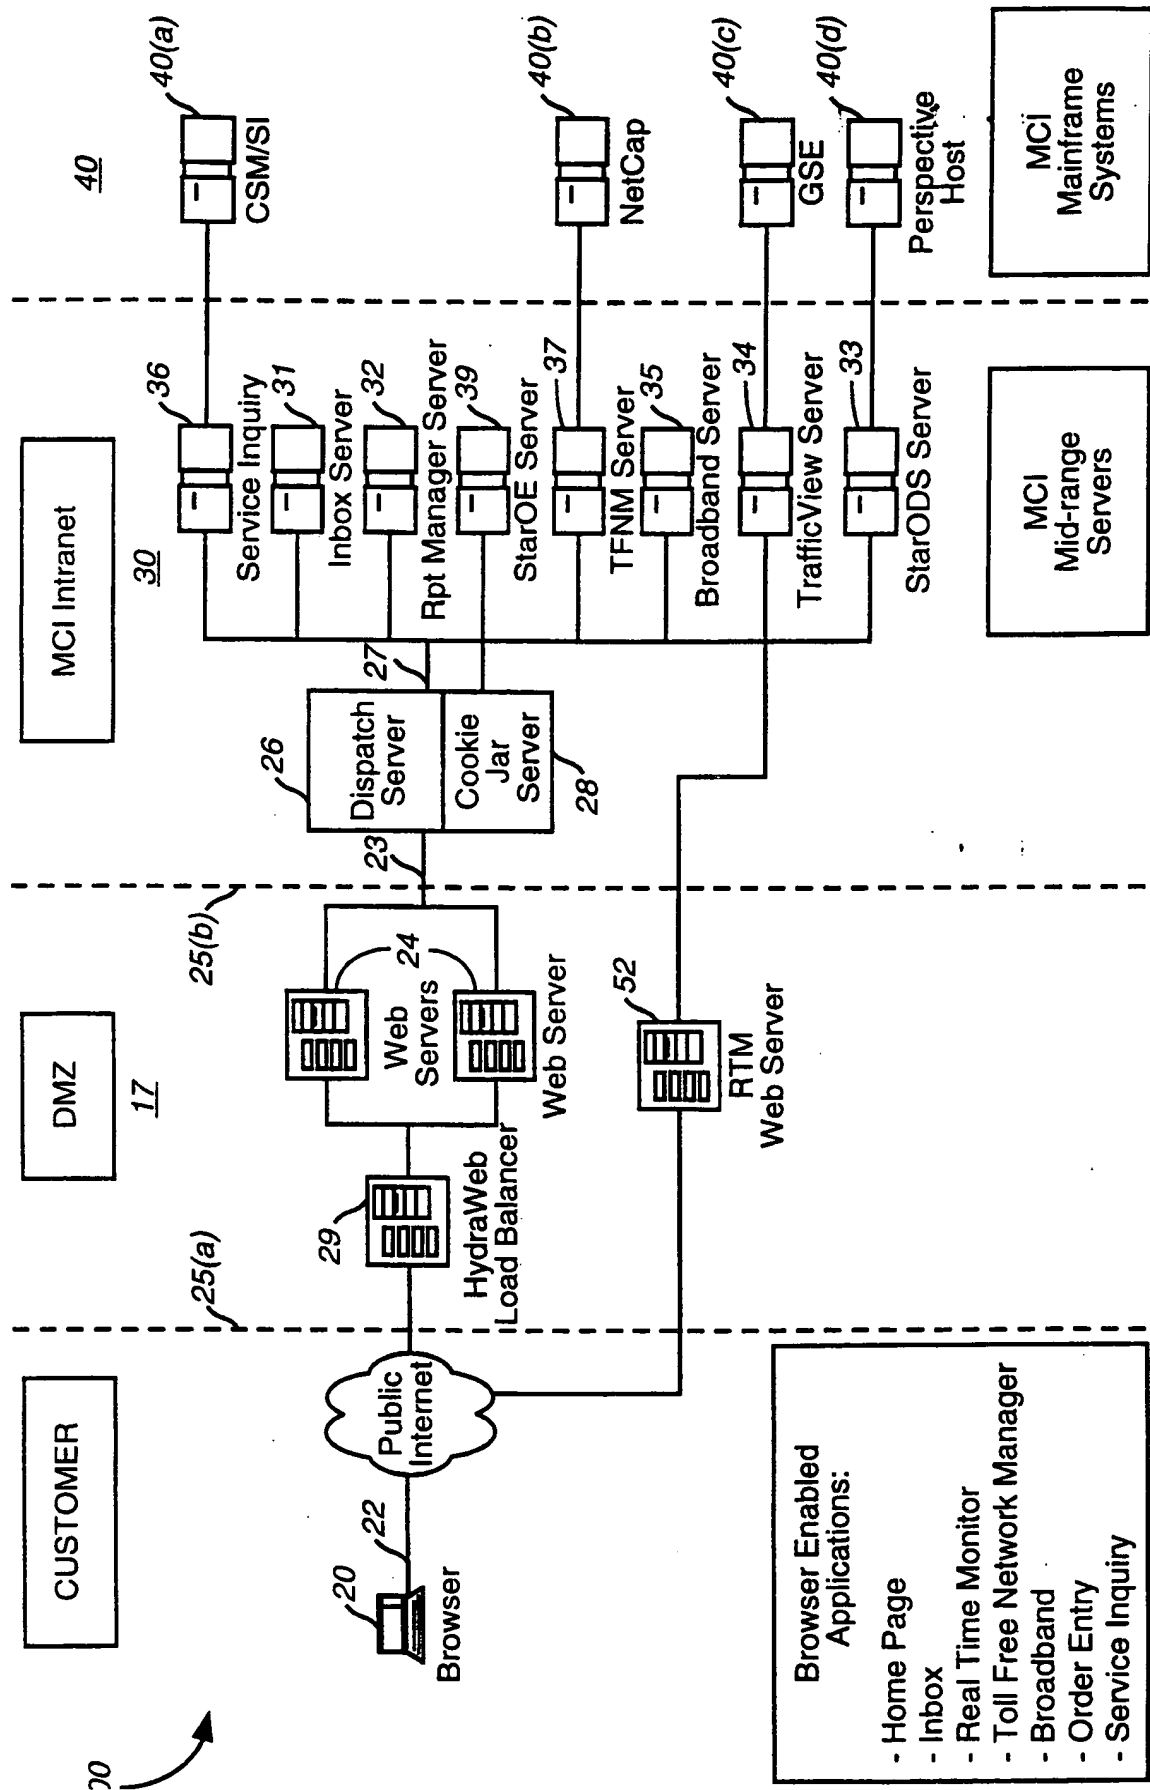 00
CUSTOMER
DMZ
MCI Intranet
17
30
40
25(a)
25(b)
20
22
Browser
Public
Internet
29
HydraWeb
Load Balancer
24
Web
Servers
Web Server
52
RTM
Web Server
23
26
Dispatch
Server
27
Cookie
Jar
Server
28
36
Service Inquiry
31
Inbox Server
32
Rpt Manager Server
39
StarOE Server
37
TFNM Server
35
Broadband Server
34
TrafficView Server
33
StarODS Server
40(a)
CSM/SI
40(b)
NetCap
40(c)
GSE
40(d)
Perspective
Host
Browser Enabled
Applications:
- Home Page
- Inbox
- Real Time Monitor
- Toll Free Network Manager
- Broadband
- Order Entry
- Service Inquiry
MCI
Mid-range
Servers
MCI
Mainframe
Systems